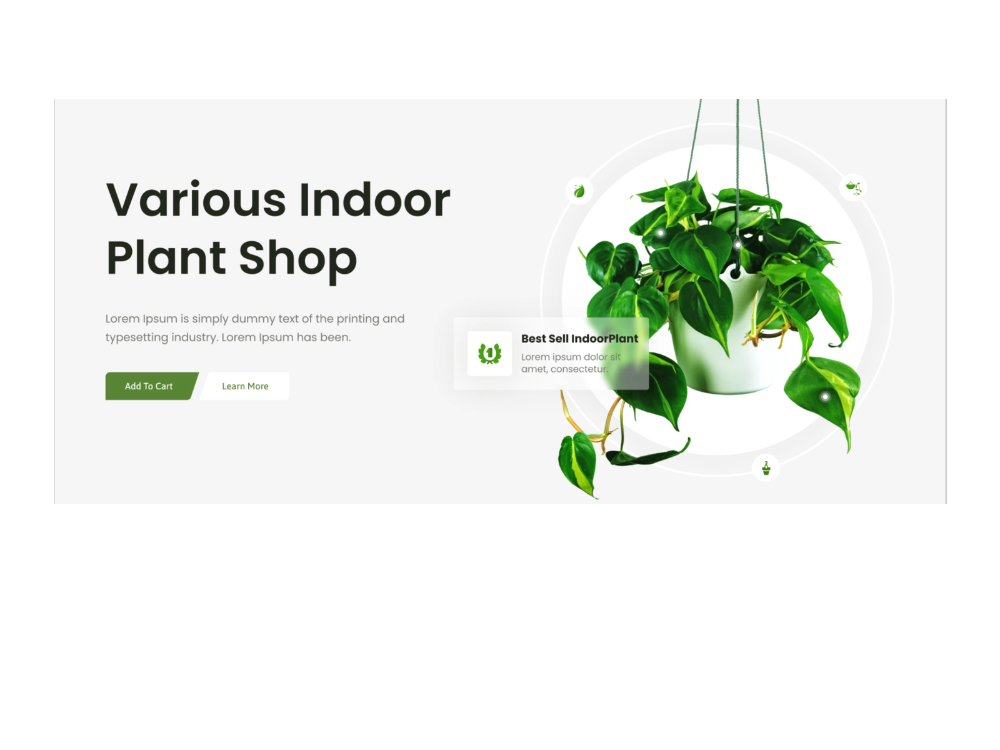 Various Indoor
Plant Shop
Lorem Ipsum is simply dummy text of the printing and
typesetting industry. Lorem Ipsum has been.
Add To Cart
Learn More
1
Best Sell IndoorPlant
Lorem ipsum dolor sit
amet, consectetur.